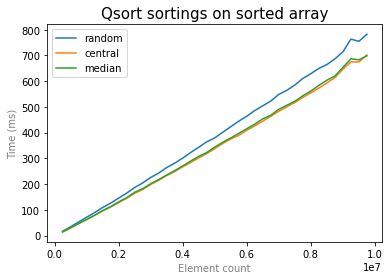 Qsort sortings on sorted array
random
central
median
Time (ms)
800
700
600
500
400
300
200
100
0
0.0 0.2 0.4 0.6 0.8 1.0
1e7
Element count